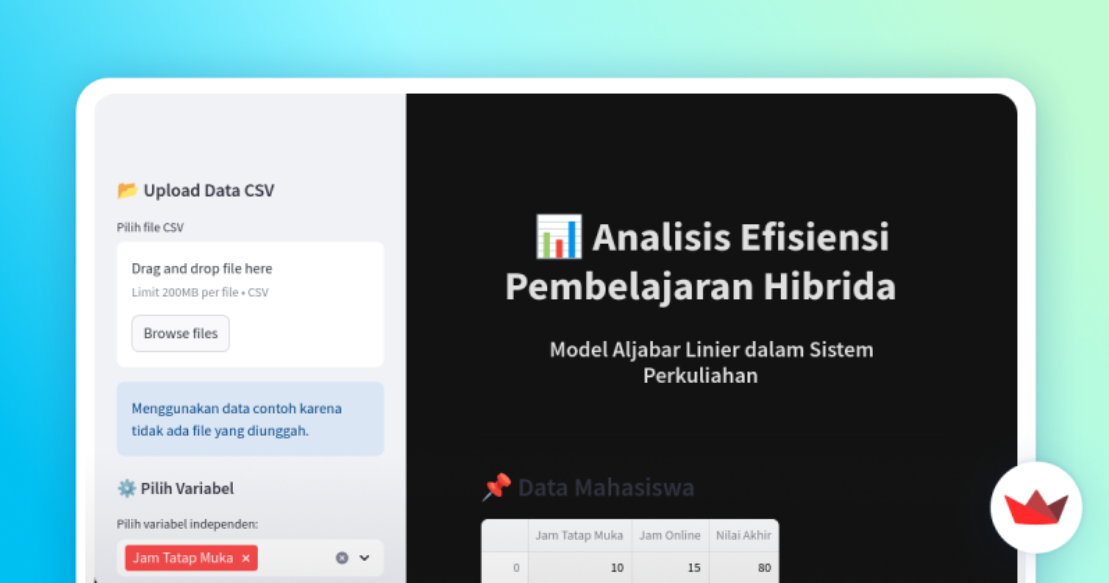 Upload Data CSV
Pilih file CSV
Drag and drop file here
Limit 200MB per file • CSV
Browse files
Menggunakan data contoh karena
tidak ada file yang diunggah.
Pilih Variabel
Pilih variabel independen:
Jam Tatap Muka ×
Analisis Efisiensi
Pembelajaran Hibrida
Model Aljabar Linier dalam Sistem
Perkuliahan
Data Mahasiswa
Jam Tatap Muka Jam Online Nilai Akhir
0 10 15 80